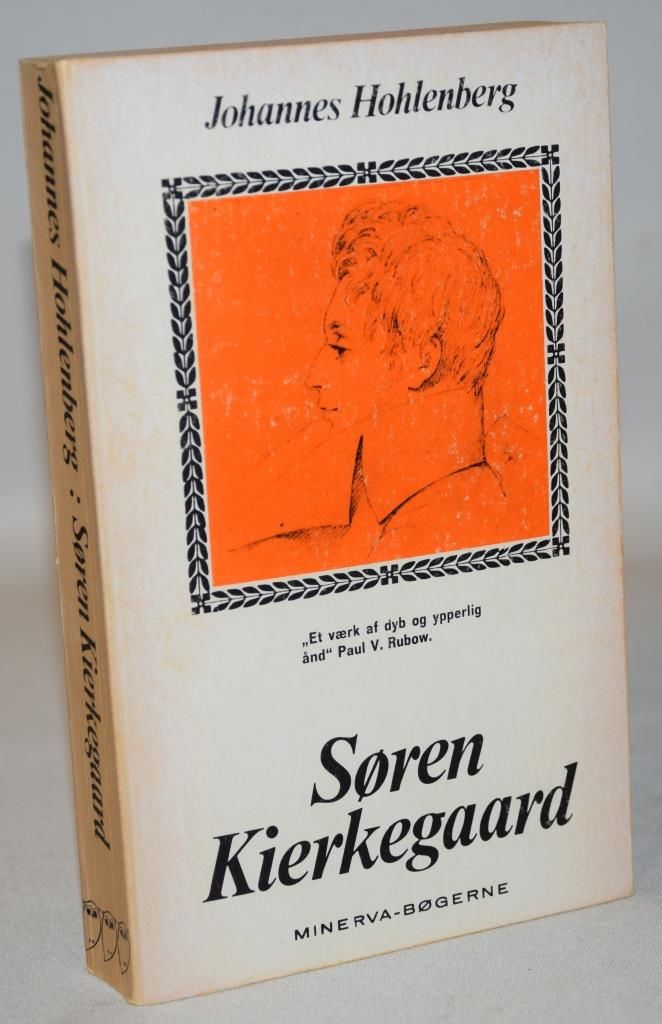 Johannes Hohlenberg : Søren Kierkegaard
Johannes Hohlenberg
„Et værk af dyb og ypperlig
ånd“ Paul V. Rubow.
Søren
Kierkegaard
MINERVA-BØGERNE